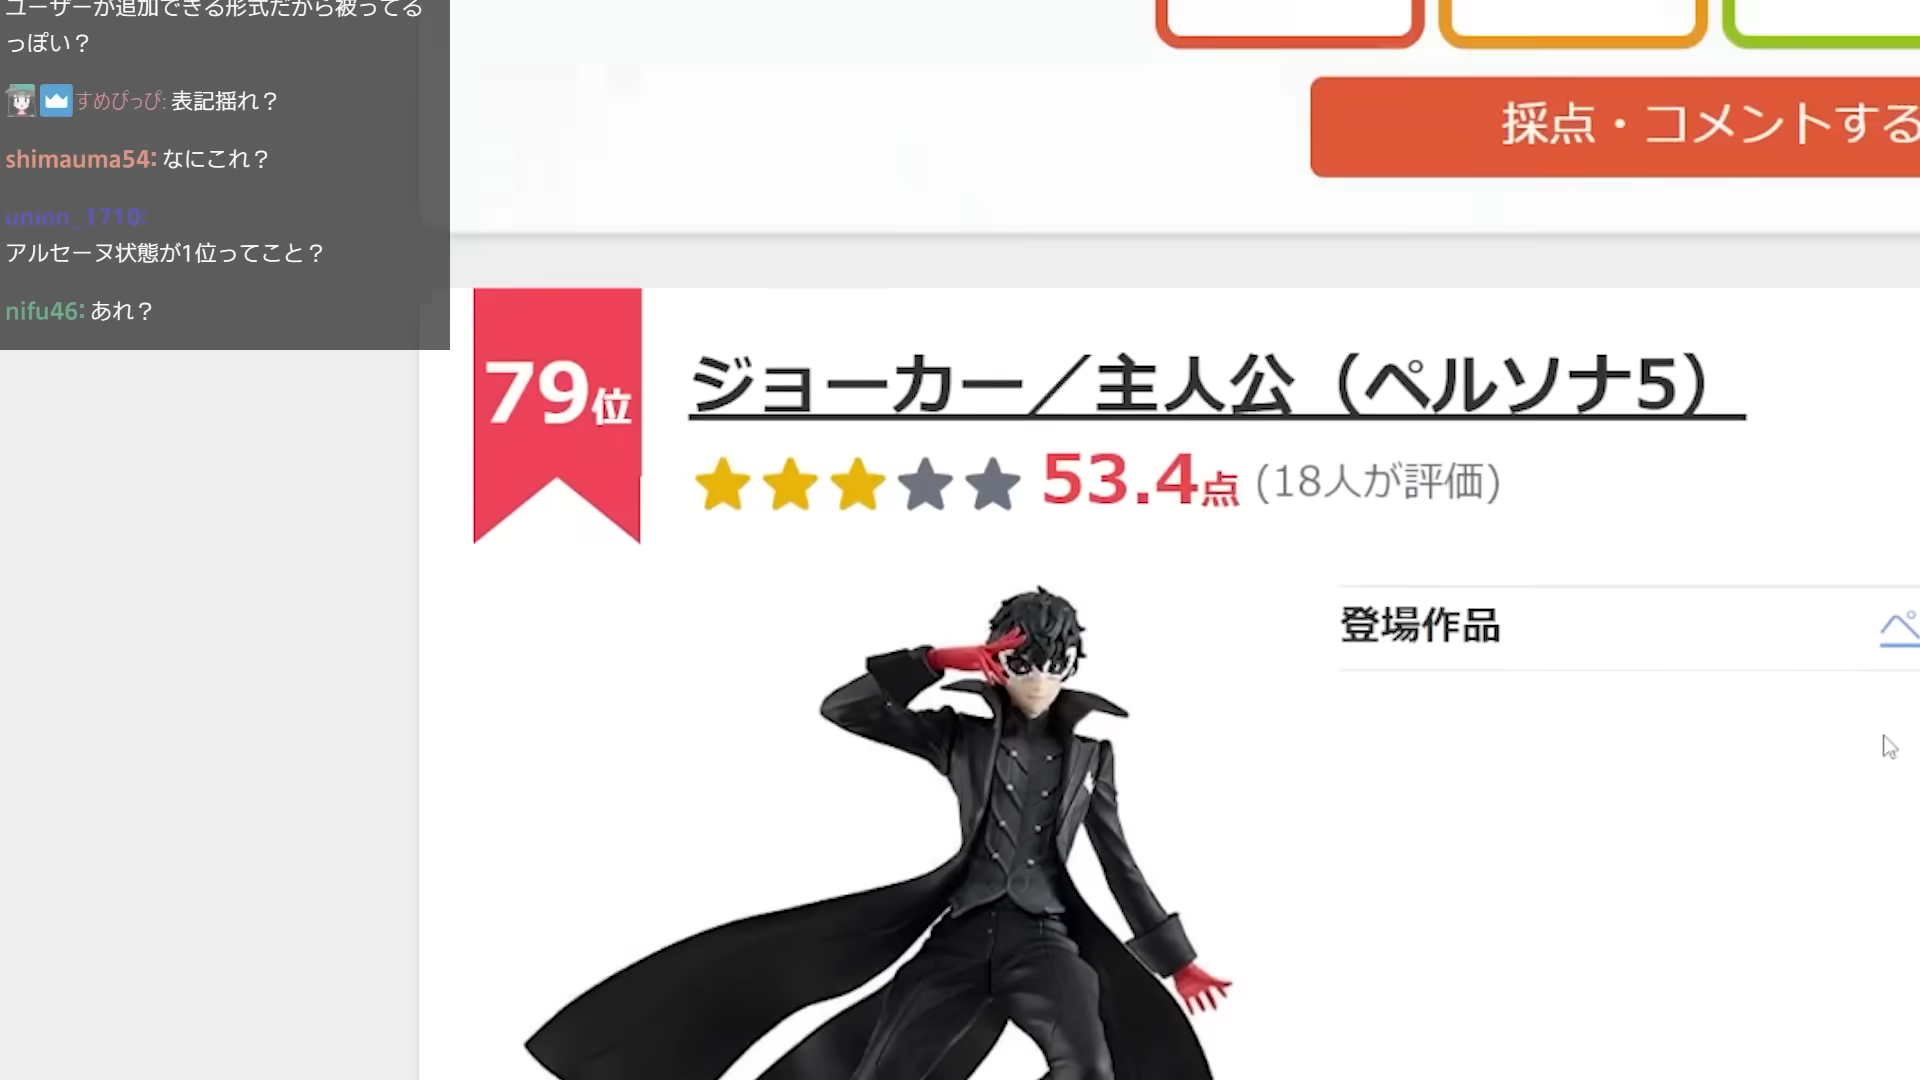 ユーザーが追加できる形式だから被ってる
っぽい？
すめぴっぴ: 表記揺れ？
shimauma54: なにこれ？
union_1710:
アルセーヌ状態が1位ってこと？
nifu46: あれ？
採点・コメントする
79位
ジョーカー／主人公（ペルソナ5）
53.4点 (18人が評価)
登場作品
ペ